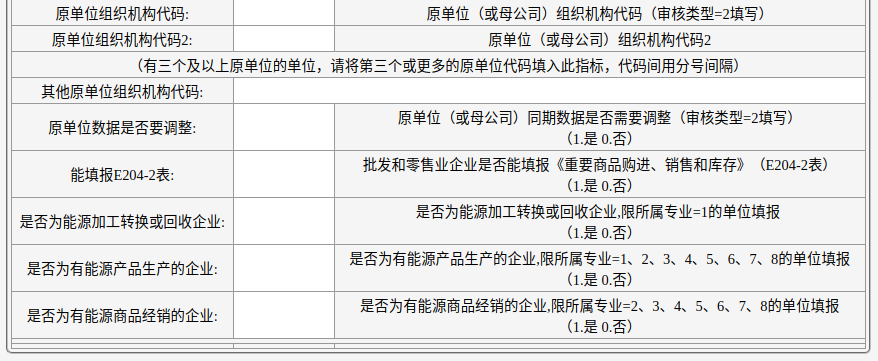 原单位组织机构代码:
原单位（或母公司）组织机构代码（审核类型=2填写）
原单位组织机构代码2:
原单位（或母公司）组织机构代码2
（有三个及以上原单位的单位，请将第三个或更多的原单位代码填入此指标，代码间用分号间隔）
其他原单位组织机构代码:
原单位数据是否要调整:
原单位（或母公司）同期数据是否需要调整（审核类型=2填写）
（1.是 0.否）
能填报E204-2表:
批发和零售业企业是否能填报《重要商品购进、销售和库存》（E204-2表）
（1.是 0.否）
是否为能源加工转换或回收企业:
是否为能源加工转换或回收企业,限所属专业=1的单位填报
（1.是 0.否）
是否为有能源产品生产的企业:
是否为有能源产品生产的企业,限所属专业=1、2、3、4、5、6、7、8的单位填报
（1.是 0.否）
是否为有能源商品经销的企业:
是否为有能源商品经销的企业,限所属专业=2、3、4、5、6、7、8的单位填报
（1.是 0.否）